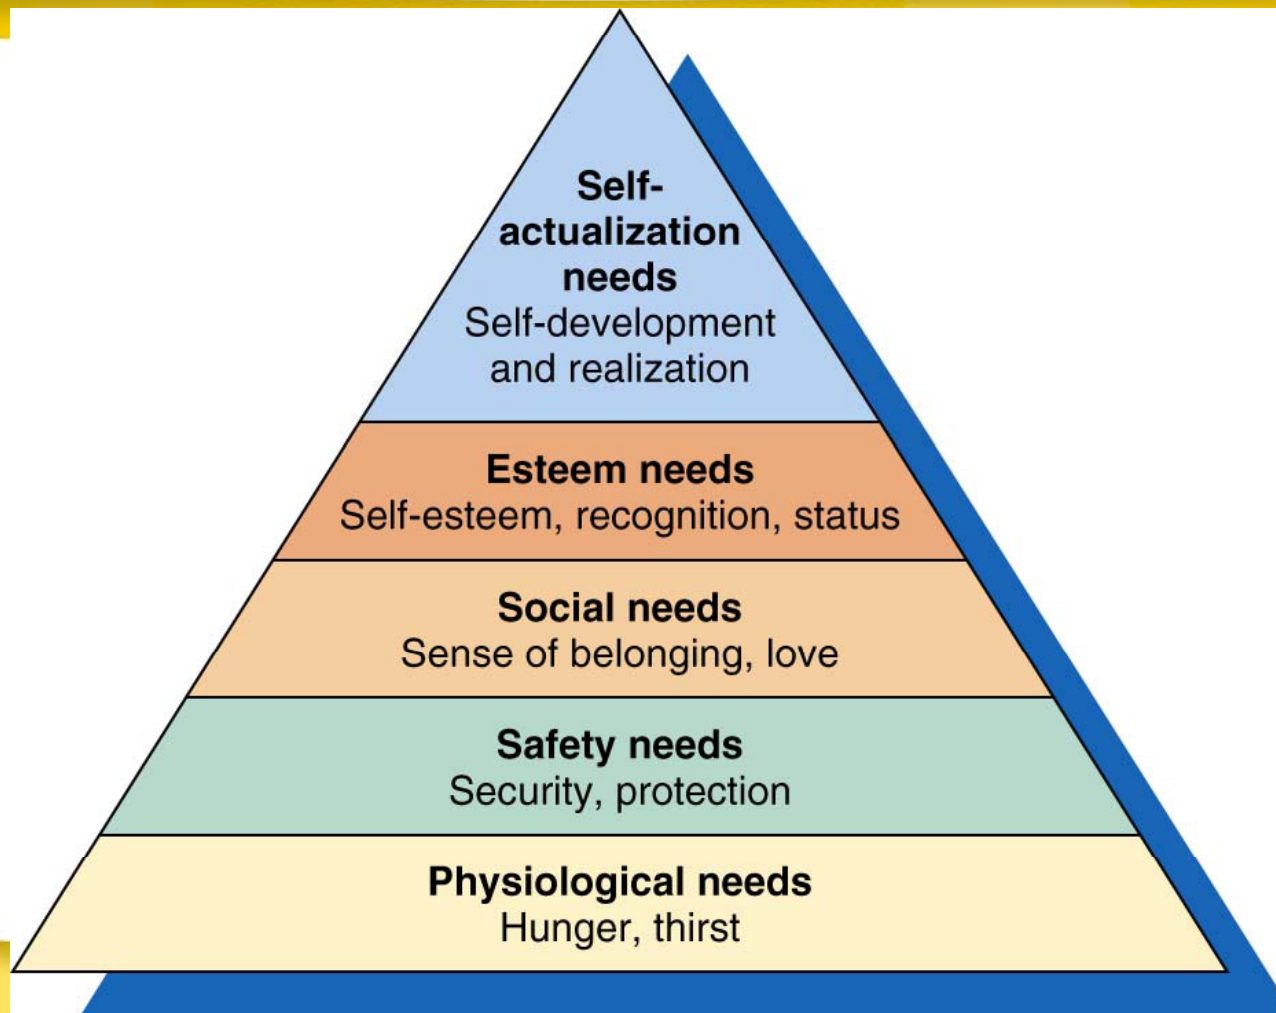 Self-
actualization
needs
Self-development
and realization
Esteem needs
Self-esteem, recognition, status
Social needs
Sense of belonging, love
Safety needs
Security, protection
Physiological needs
Hunger, thirst